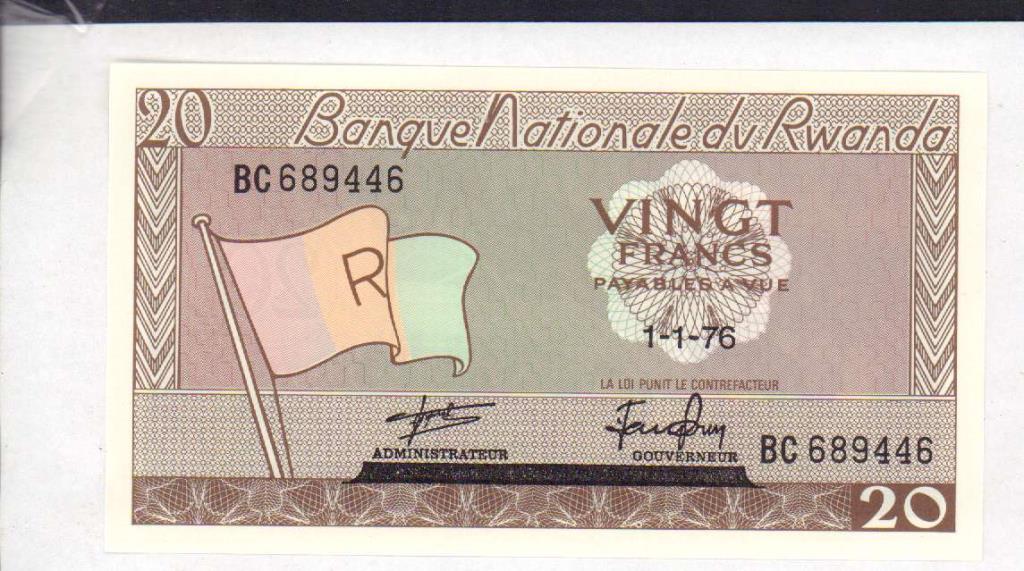 20 Banque Nationale du Rwanda
BC 689446
R
VINGT
FRANCS
PAYABLES A VUE
1-1-76
LA LOI PUNIT LE CONTREFACTEUR
ADMINISTRATEUR GOUVERNEUR
BC 689446
20